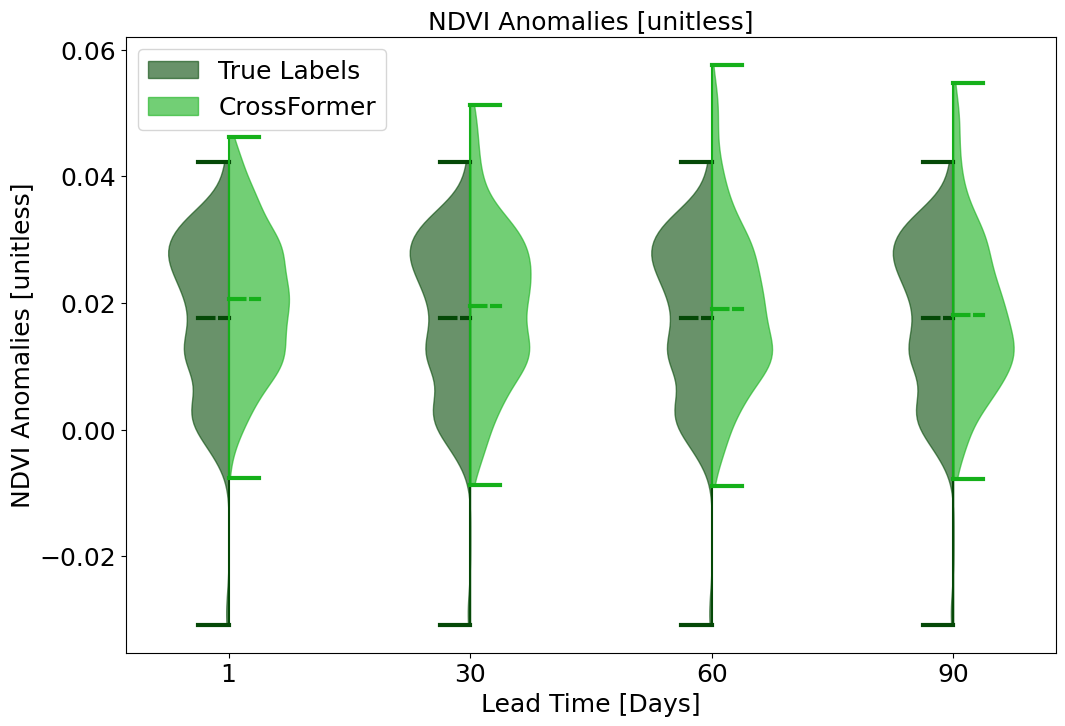 NDVI Anomalies [unitless]
True Labels
CrossFormer
NDVI Anomalies [unitless]
0.06
0.04
0.02
0.00
−0.02
1 30 60 90
Lead Time [Days]